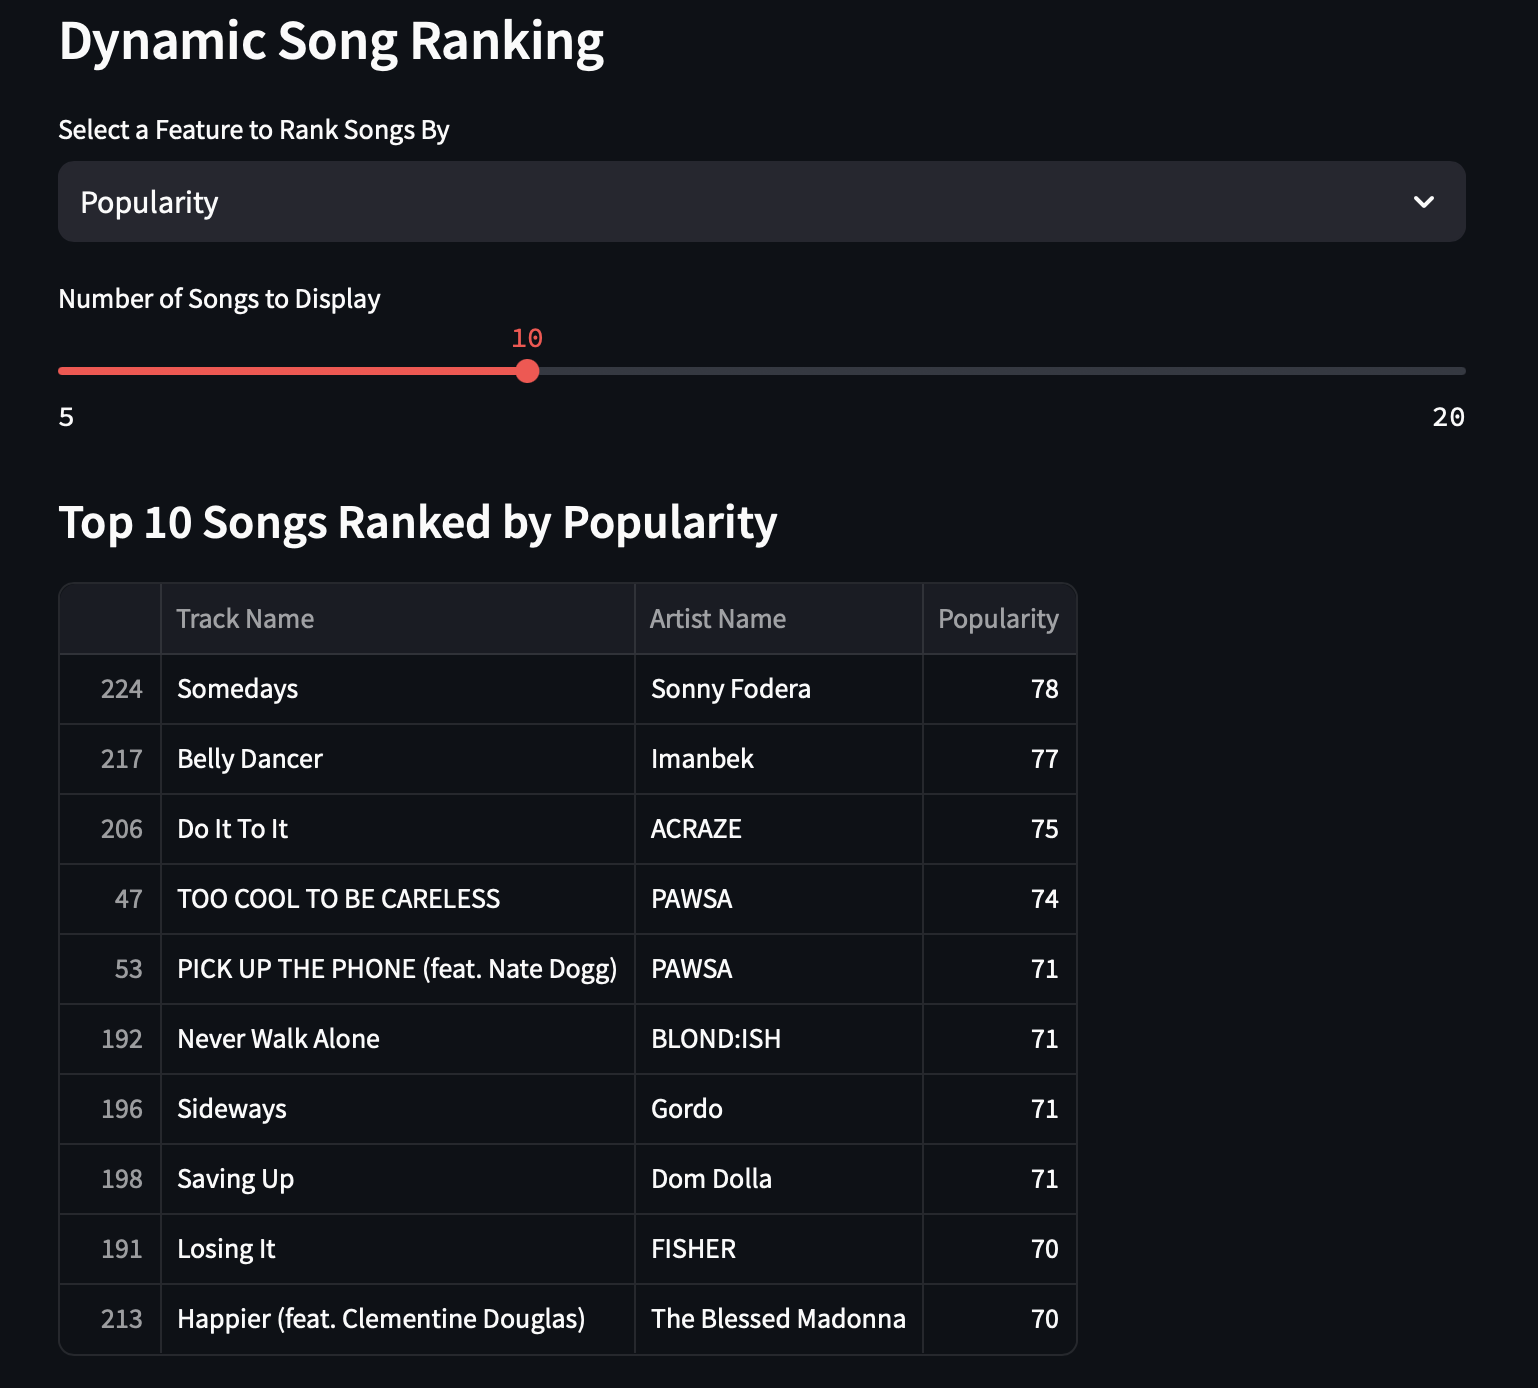 Dynamic Song Ranking
Select a Feature to Rank Songs By
Popularity
Number of Songs to Display
10
5 20
Top 10 Songs Ranked by Popularity
Track Name Artist Name Popularity
224 Somedays Sonny Fodera 78
217 Belly Dancer Imanbek 77
206 Do It To It ACRAZE 75
47 TOO COOL TO BE CARELESS PAWSA 74
53 PICK UP THE PHONE (feat. Nate Dogg) PAWSA 71
192 Never Walk Alone BLOND:ISH 71
196 Sideways Gordo 71
198 Saving Up Dom Dolla 71
191 Losing It FISHER 70
213 Happier (feat. Clementine Douglas) The Blessed Madonna 70